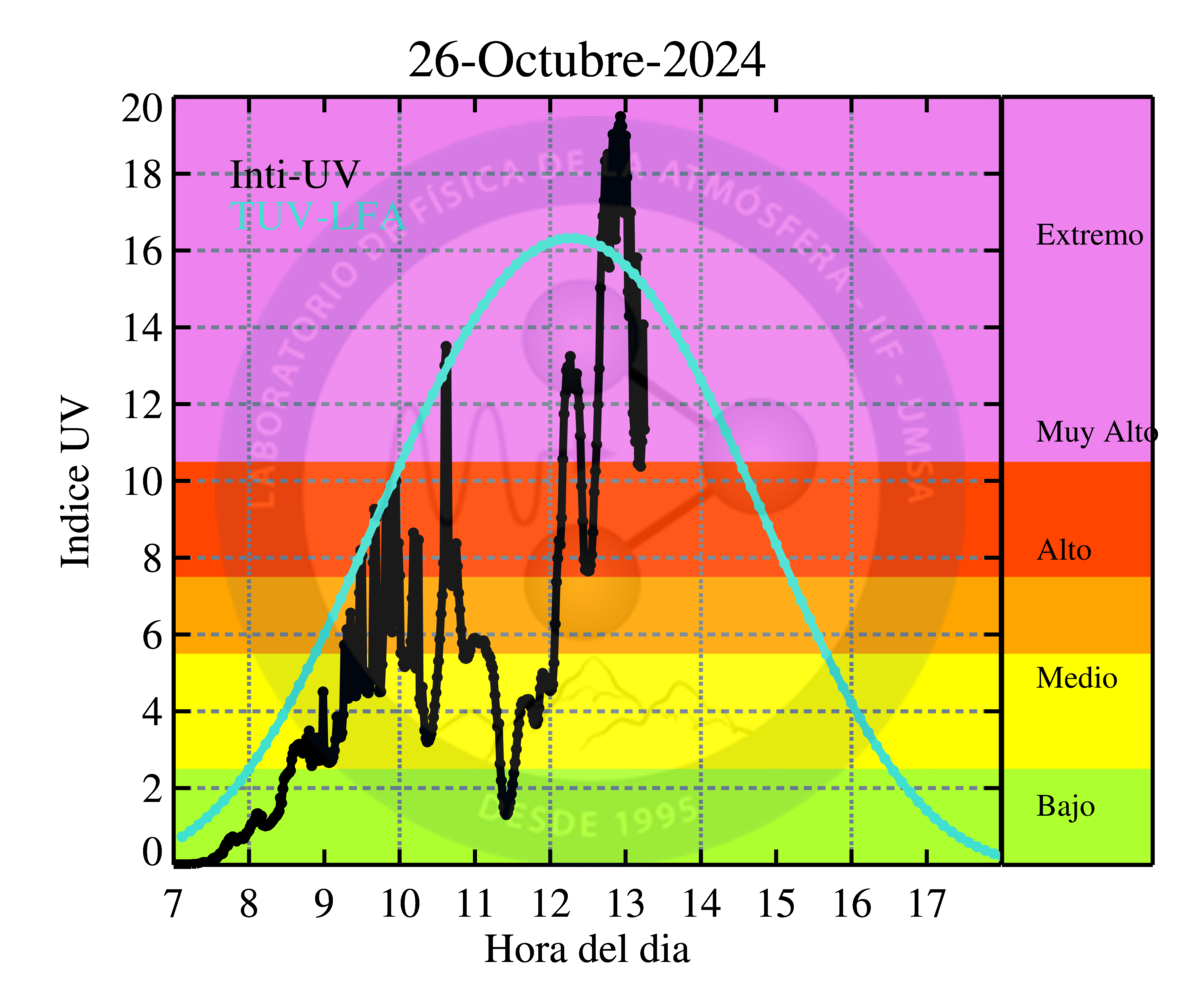 26-Octubre-2024
Inti-UV
TUV-LFA
LABORATORIO DE FÍSICA DE LA ATMÓSFERA - IIF - UMSA
DESDE 1995
Indice UV
20
18
16
14
12
10
8
6
4
2
0
Extremo
Muy Alto
Alto
Medio
Bajo
7 8 9 10 11 12 13 14 15 16 17
Hora del dia